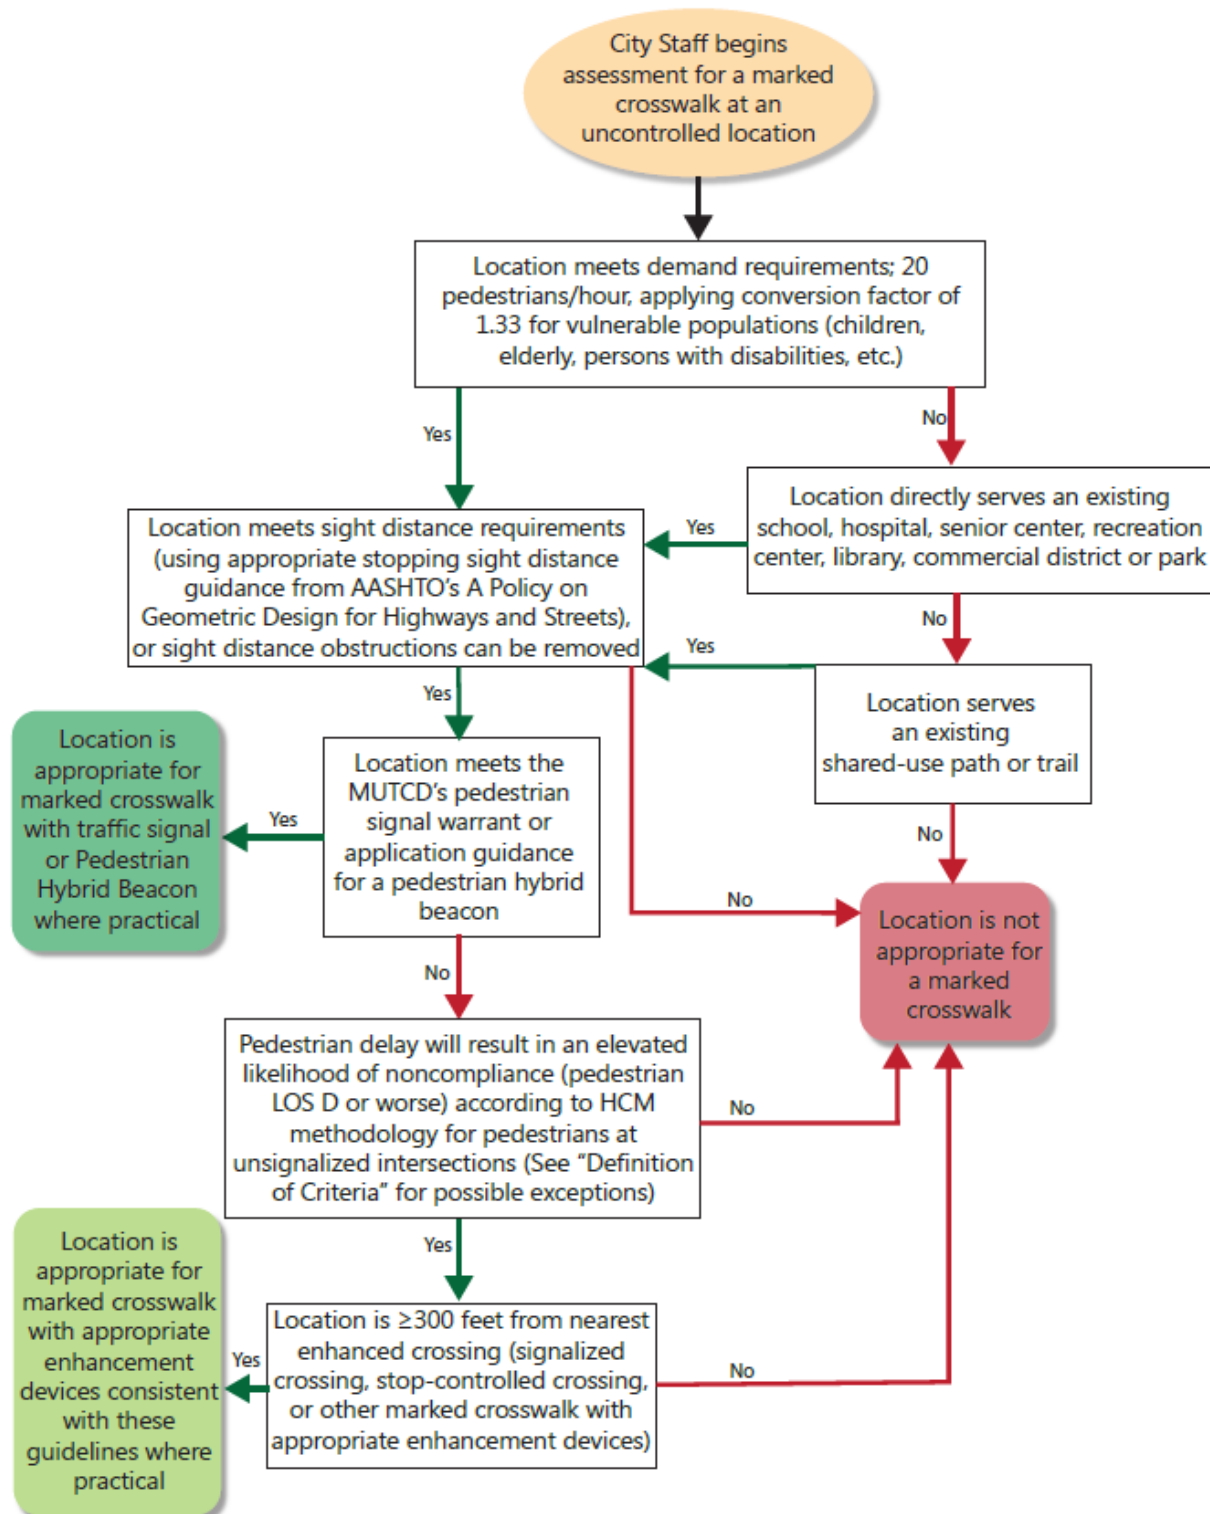 City Staff begins
assessment for a marked
crosswalk at an
uncontrolled location
Location meets demand requirements; 20
pedestrians/hour, applying conversion factor of
1.33 for vulnerable populations (children,
elderly, persons with disabilities, etc.)
Yes
No
Location directly serves an existing
school, hospital, senior center, recreation
center, library, commercial district or park
Yes
Location meets sight distance requirements
(using appropriate stopping sight distance
guidance from AASHTO's A Policy on
Geometric Design for Highways and Streets),
or sight distance obstructions can be removed
No
Yes
Location serves
an existing
shared-use path or trail
Yes
No
No
Location is
appropriate for
marked crosswalk
with traffic signal
or Pedestrian
Hybrid Beacon
where practical
Yes
Location meets the
MUTCD's pedestrian
signal warrant or
application guidance
for a pedestrian hybrid
beacon
Location is not
appropriate for
a marked
crosswalk
No
Pedestrian delay will result in an elevated
likelihood of noncompliance (pedestrian
LOS D or worse) according to HCM
methodology for pedestrians at
unsignalized intersections (See “Definition
of Criteria” for possible exceptions)
No
Yes
Location is
appropriate for
marked crosswalk
with appropriate
enhancement
devices consistent
with these
guidelines where
practical
Yes
Location is ≥300 feet from nearest
enhanced crossing (signalized
crossing, stop-controlled crossing,
or other marked crosswalk with
appropriate enhancement devices)
No